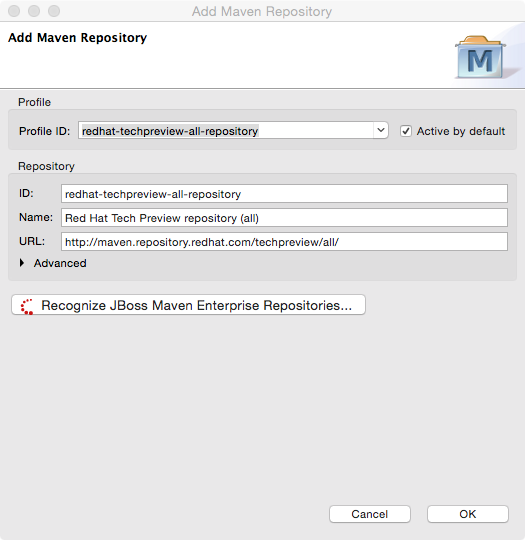 Add Maven Repository
Add Maven Repository
M
Profile
Profile ID: redhat-techpreview-all-repository Active by default
Repository
ID: redhat-techpreview-all-repository
Name: Red Hat Tech Preview repository (all)
URL: http://maven.repository.redhat.com/techpreview/all/
Advanced
Recognize JBoss Maven Enterprise Repositories...
Cancel OK